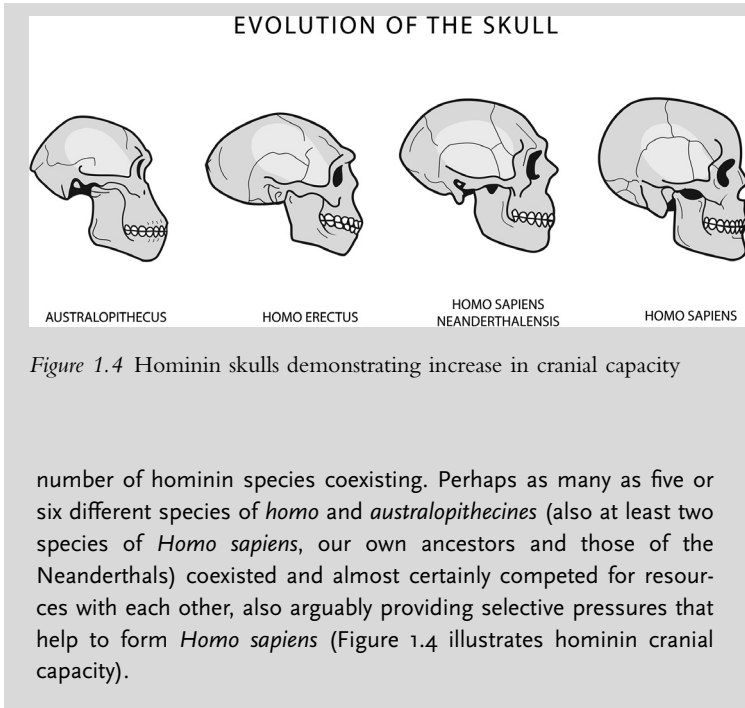 EVOLUTION OF THE SKULL
AUSTRALOPITHECUS
HOMO ERECTUS
HOMO SAPIENS
NEANDERTHALENSIS
HOMO SAPIENS
Figure 1.4 Hominin skulls demonstrating increase in cranial capacity
number of hominin species coexisting. Perhaps as many as five or
six different species of homo and australopithecines (also at least two
species of Homo sapiens, our own ancestors and those of the
Neanderthals) coexisted and almost certainly competed for resour-
ces with each other, also arguably providing selective pressures that
help to form Homo sapiens (Figure 1.4 illustrates hominin cranial
capacity).